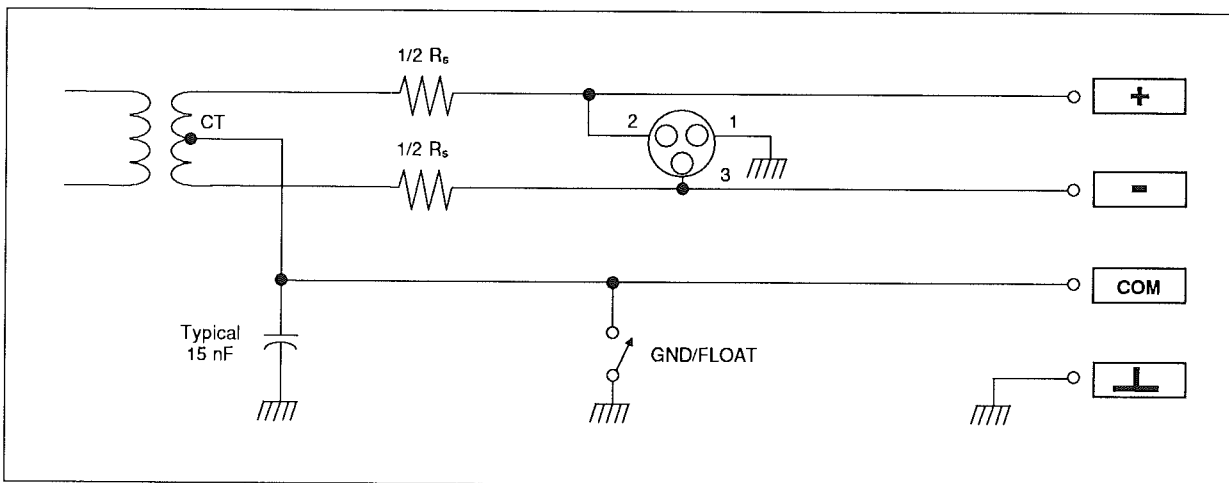 1/2 Rs
+
CT
2
1
1/2 Rs
3
-
COM
Typical
15 nF
GND/FLOAT